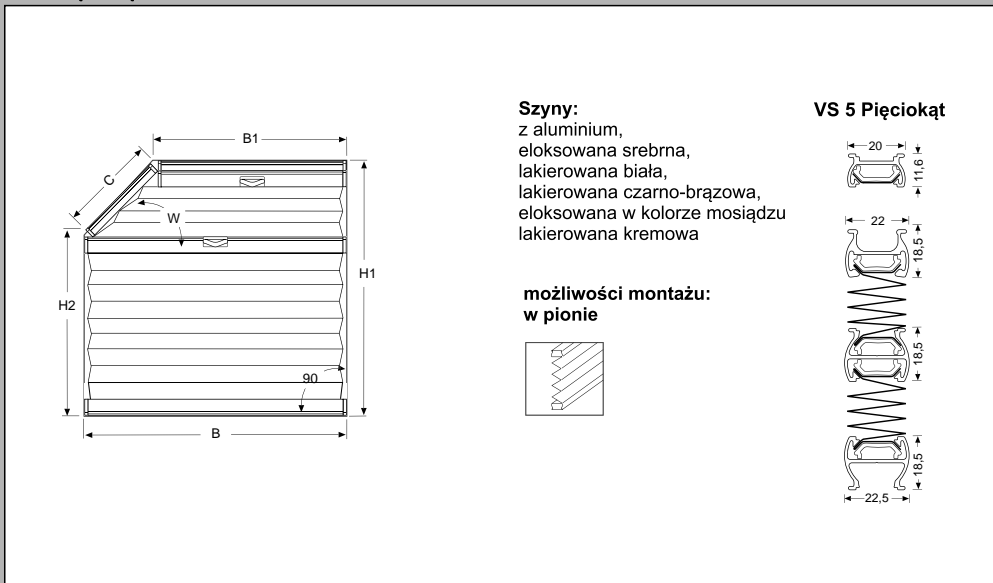 B1
C
W
H1
H2
90
B
Szyny:
z aluminium,
eloksowana srebrna,
lakierowana biała,
lakierowana czarno-brązowa,
eloksowana w kolorze mosiądzu
lakierowana kremowa
możliwości montażu:
w pionie
VS 5 Pięciokąt
20
11,6
22
18,5
18,5
18,5
22,5